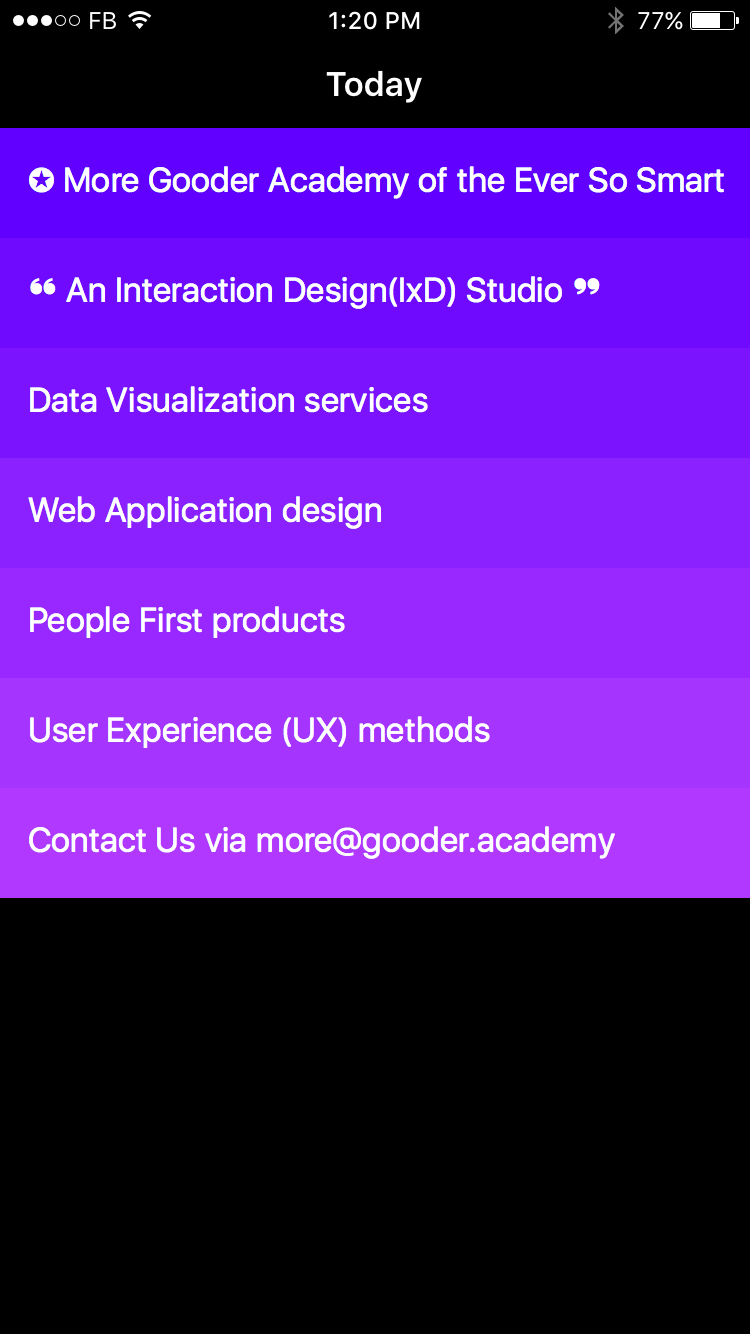 FB 1:20 PM 77%
Today
✪ More Gooder Academy of the Ever So Smart
❝ An Interaction Design(IxD) Studio ❞
Data Visualization services
Web Application design
People First products
User Experience (UX) methods
Contact Us via more@gooder.academy